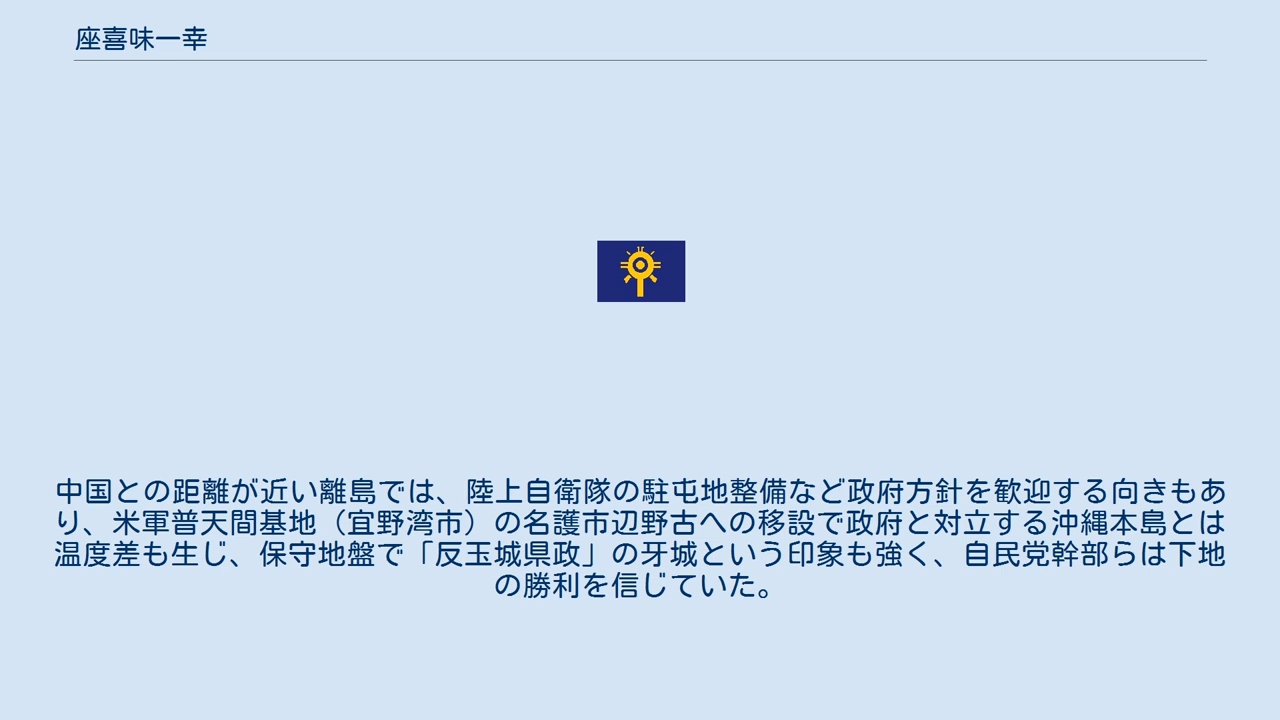 座喜味一幸
中国との距離が近い離島では、陸上自衛隊の駐屯地整備など政府方針を歓迎する向きもあ
り、米軍普天間基地（宜野湾市）の名護市辺野古への移設で政府と対立する沖縄本島とは
温度差も生じ、保守地盤で「反玉城県政」の牙城という印象も強く、自民党幹部らは下地
の勝利を信じていた。